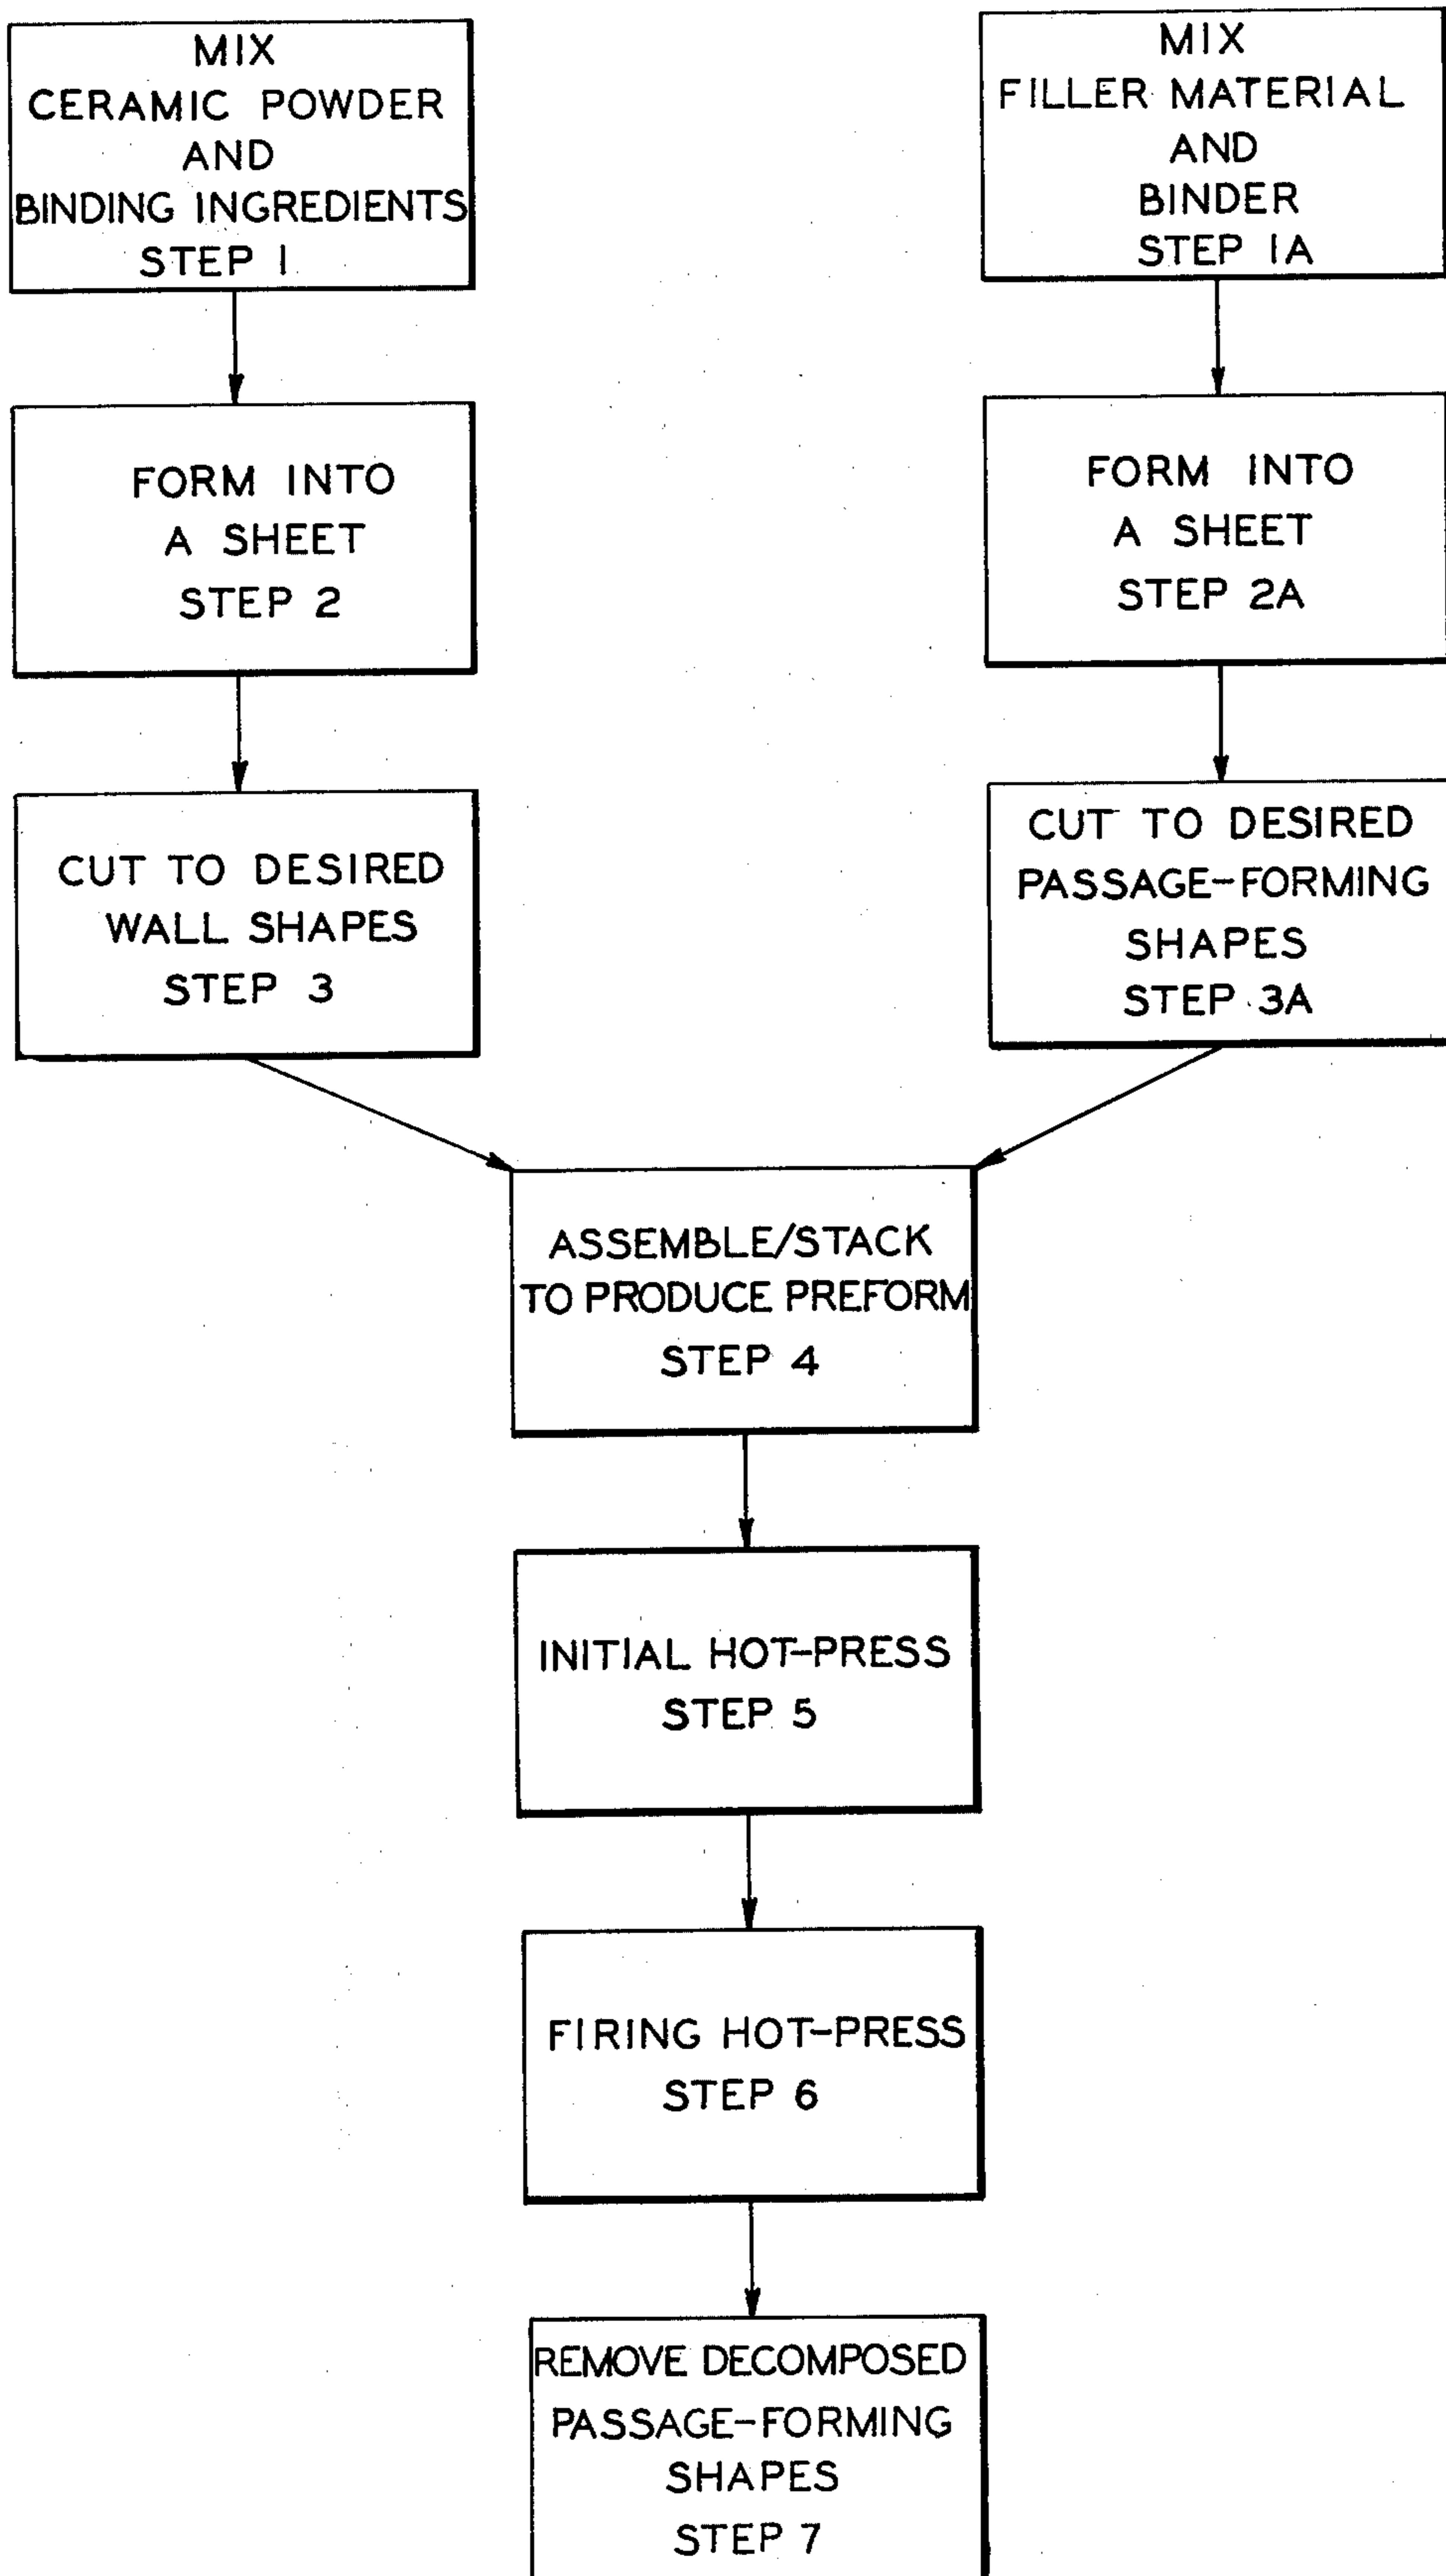 MIX
CERAMIC POWDER
AND
BINDING INGREDIENTS
STEP 1
MIX
FILLER MATERIAL
AND
BINDER
STEP 1A
FORM INTO
A SHEET
STEP 2
FORM INTO
A SHEET
STEP 2A
CUT TO DESIRED
WALL SHAPES
STEP 3
CUT TO DESIRED
PASSAGE-FORMING
SHAPES
STEP 3A
ASSEMBLE/STACK
TO PRODUCE PREFORM
STEP 4
INITIAL HOT-PRESS
STEP 5
FIRING HOT-PRESS
STEP 6
REMOVE DECOMPOSED
PASSAGE-FORMING
SHAPES
STEP 7